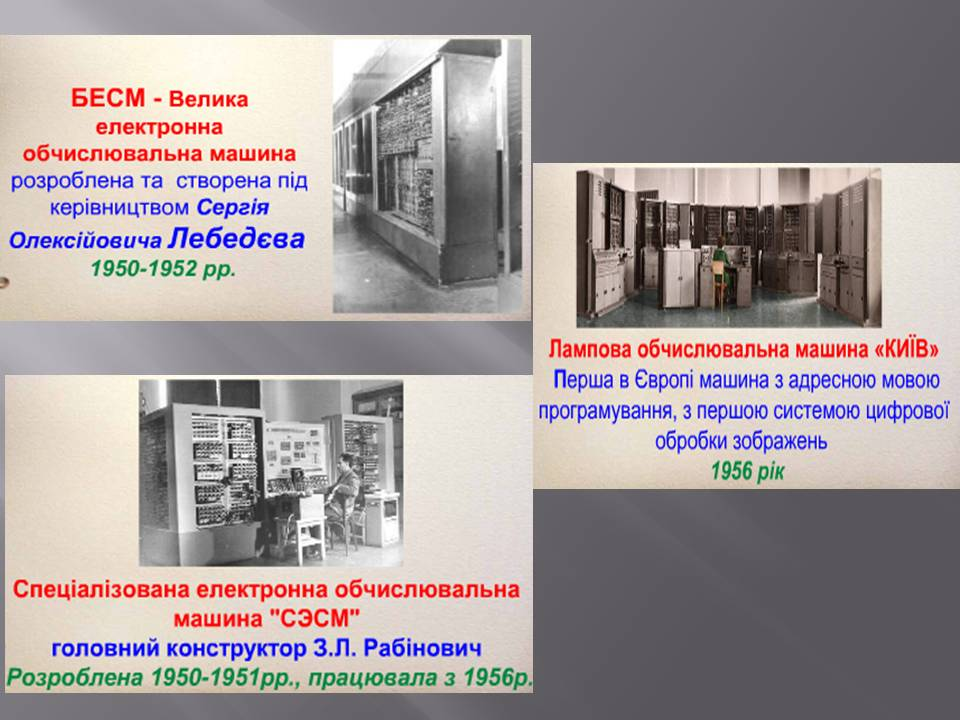 БЕСМ - Велика
електронна
обчислювальна машина
розроблена та створена під
керівництвом Сергія
Олексійовича Лебедєва
1950-1952 рр.
Лампова обчислювальна машина «КИЇВ»
Перша в Європі машина з адресною мовою
програмування, з першою системою цифрової
обробки зображень
1956 рік
Спеціалізована електронна обчислювальна
машина "СЭСМ"
головний конструктор З.Л. Рабінович
Розроблена 1950-1951рр., працювала з 1956р.